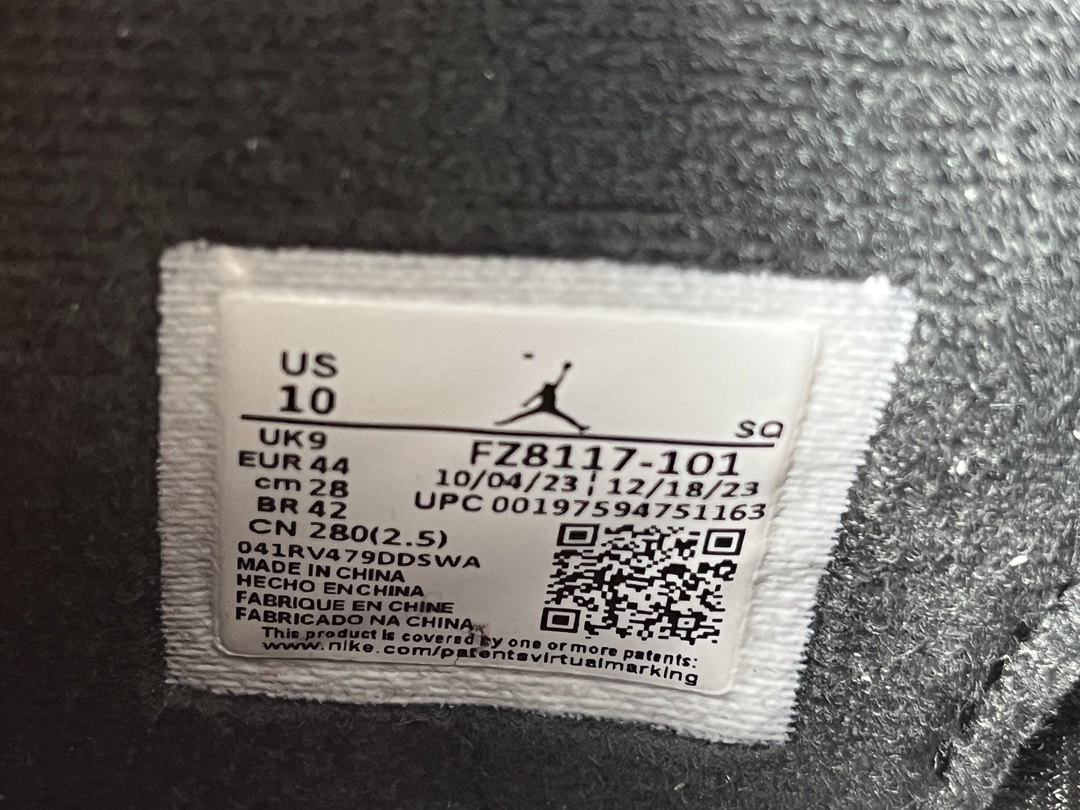 US
10
SQ
UK 9
EUR 44
cm 28
BR 42
CN 280(2.5)
FZ8117-101
10/04/23 ¦ 12/18/23
UPC 00197594751163
041RV479DDSWA
MADE IN CHINA
HECHO EN CHINA
FABRIQUE EN CHINE
FABRICADO NA CHINA
This product is covered by one or more patents:
www.nike.com/patentsvirtualmarking